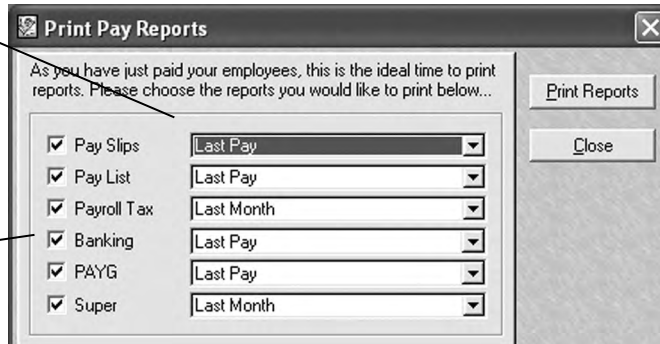 Print Pay Reports
As you have just paid your employees, this is the ideal time to print
reports. Please choose the reports you would like to print below...
Print Reports
Close
Pay Slips Last Pay
Pay List Last Pay
Payroll Tax Last Month
Banking Last Pay
PAYG Last Pay
Super Last Month